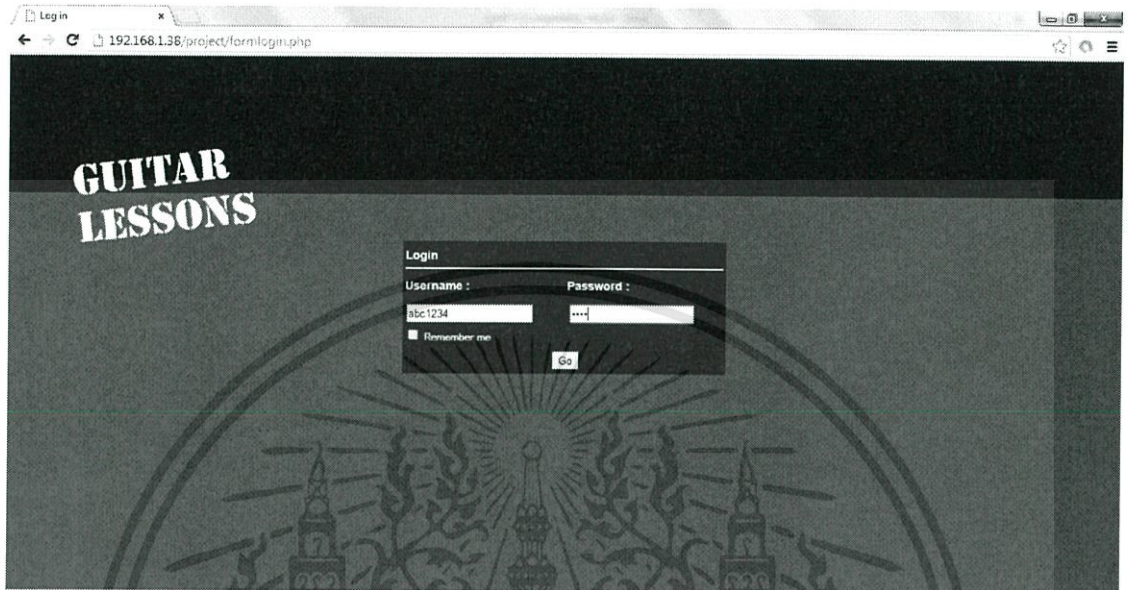 Log in
192.168.1.38/project/formlogin.php
GUITAR
LESSONS
Login
Username :
Password :
abc1234
Remember me
Go